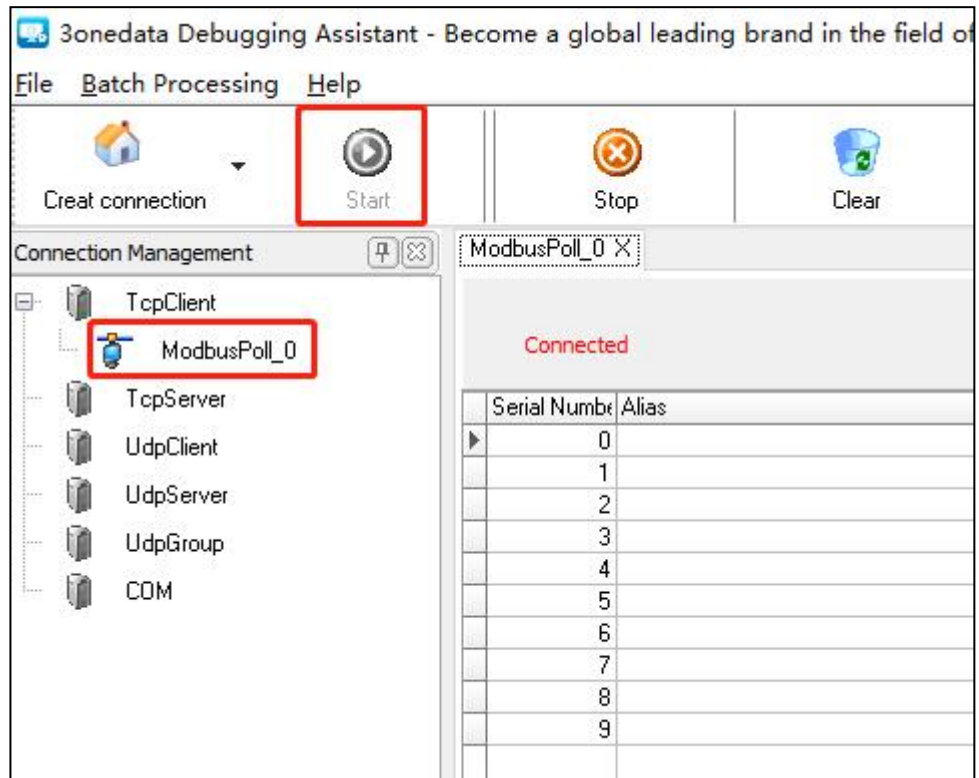 3onedata Debugging Assistant - Become a global leading brand in the field of
File Batch Processing Help
Creat connection Start Stop Clear
Connection Management ModbusPoll_0
TcpClient
ModbusPoll_0
TcpServer
UdpClient
UdpServer
UdpGroup
COM
Connected
Serial Numbe Alias
0
1
2
3
4
5
6
7
8
9